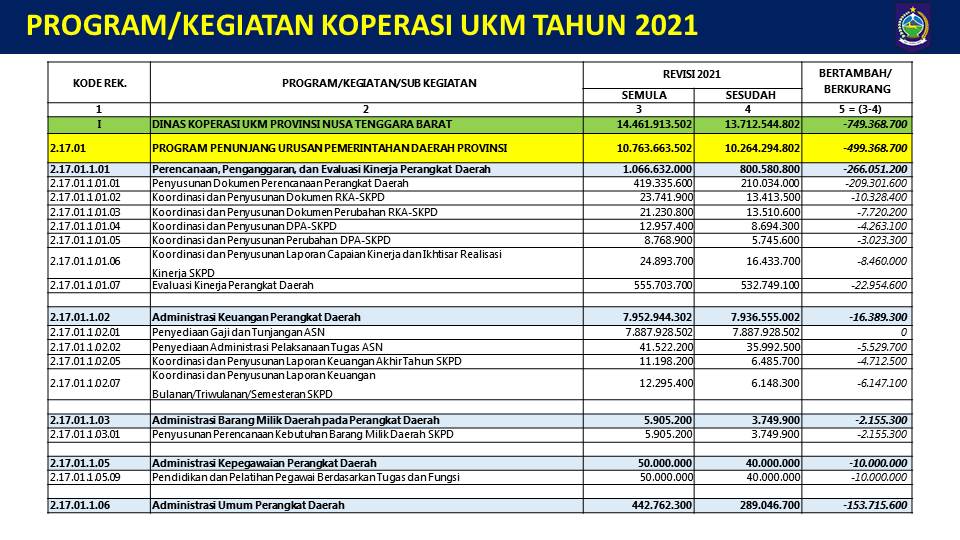 PROGRAM/KEGIATAN KOPERASI UKM TAHUN 2021
KODE REK. PROGRAM/KEGIATAN/SUB KEGIATAN REVISI 2021 BERTAMBAH/
BERKURANG
SEMULA SESUDAH
1 2 3 4 5 = (3-4)
I DINAS KOPERASI UKM PROVINSI NUSA TENGGARA BARAT 14.461.913.502 13.712.544.802 -749.368.700
2.17.01 PROGRAM PENUNJANG URUSAN PEMERINTAHAN DAERAH PROVINSI 10.763.663.502 10.264.294.802 -499.368.700
2.17.01.1.01 Perencanaan, Penganggaran, dan Evaluasi Kinerja Perangkat Daerah 1.066.632.000 800.580.800 -266.051.200
2.17.01.1.01.01 Penyusunan Dokumen Perencanaan Perangkat Daerah 419.335.600 210.034.000 -209.301.600
2.17.01.1.01.02 Koordinasi dan Penyusunan Dokumen RKA-SKPD 23.741.900 13.413.500 -10.328.400
2.17.01.1.01.03 Koordinasi dan Penyusunan Dokumen Perubahan RKA-SKPD 21.230.800 13.510.600 -7.720.200
2.17.01.1.01.04 Koordinasi dan Penyusunan DPA-SKPD 12.957.400 8.694.300 -4.263.100
2.17.01.1.01.05 Koordinasi dan Penyusunan Perubahan DPA-SKPD 8.768.900 5.745.600 -3.023.300
2.17.01.1.01.06 Koordinasi dan Penyusunan Laporan Capaian Kinerja dan Ikhtisar Realisasi
Kinerja SKPD 24.893.700 16.433.700 -8.460.000
2.17.01.1.01.07 Evaluasi Kinerja Perangkat Daerah 555.703.700 532.749.100 -22.954.600
2.17.01.1.02 Administrasi Keuangan Perangkat Daerah 7.952.944.302 7.936.555.002 -16.389.300
2.17.01.1.02.01 Penyediaan Gaji dan Tunjangan ASN 7.887.928.502 7.887.928.502 0
2.17.01.1.02.02 Penyediaan Administrasi Pelaksanaan Tugas ASN 41.522.200 35.992.500 -5.529.700
2.17.01.1.02.05 Koordinasi dan Penyusunan Laporan Keuangan Akhir Tahun SKPD 11.198.200 6.485.700 -4.712.500
2.17.01.1.02.07 Koordinasi dan Penyusunan Laporan Keuangan
Bulanan/Triwulanan/Semesteran SKPD 12.295.400 6.148.300 -6.147.100
2.17.01.1.03 Administrasi Barang Milik Daerah pada Perangkat Daerah 5.905.200 3.749.900 -2.155.300
2.17.01.1.03.01 Penyusunan Perencanaan Kebutuhan Barang Milik Daerah SKPD 5.905.200 3.749.900 -2.155.300
2.17.01.1.05 Administrasi Kepegawaian Perangkat Daerah 50.000.000 40.000.000 -10.000.000
2.17.01.1.05.09 Pendidikan dan Pelatihan Pegawai Berdasarkan Tugas dan Fungsi 50.000.000 40.000.000 -10.000.000
2.17.01.1.06 Administrasi Umum Perangkat Daerah 442.762.300 289.046.700 -153.715.600